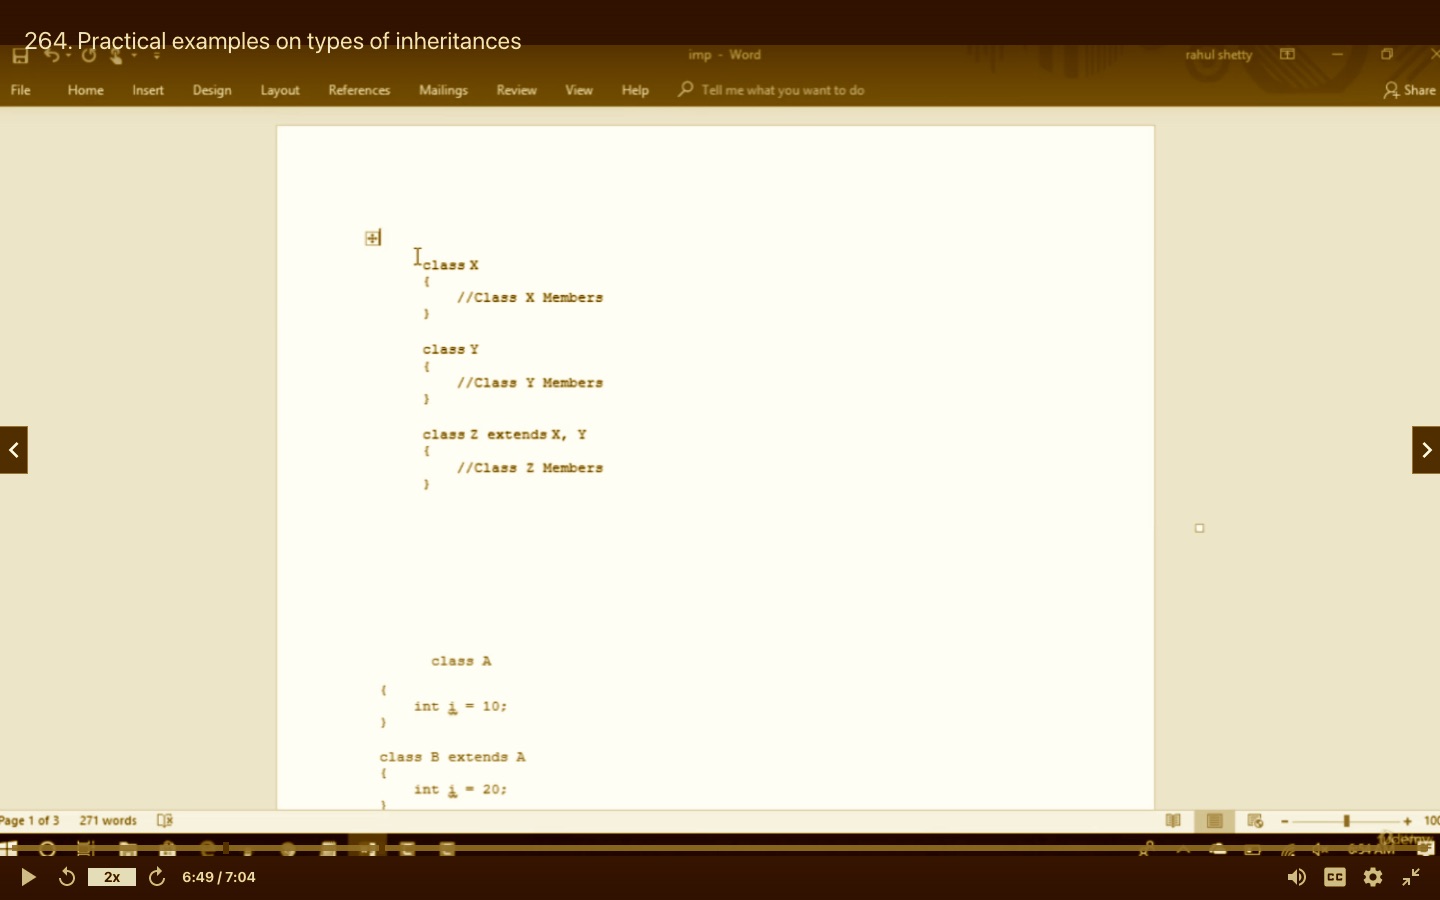 264. Practical examples on types of inheritances
imp - Word
rahul shetty
File Home Insert Design Layout References Mailings Review View Help Tell me what you want to do Share
class X
{
//Class X Members
}
class Y
{
//Class Y Members
}
class Z extends X, Y
{
//Class Z Members
}
class A
{
int i = 10;
}
class B extends A
{
int i = 20;
}
Page 1 of 3 271 words
100
2x 6:49 / 7:04 CC